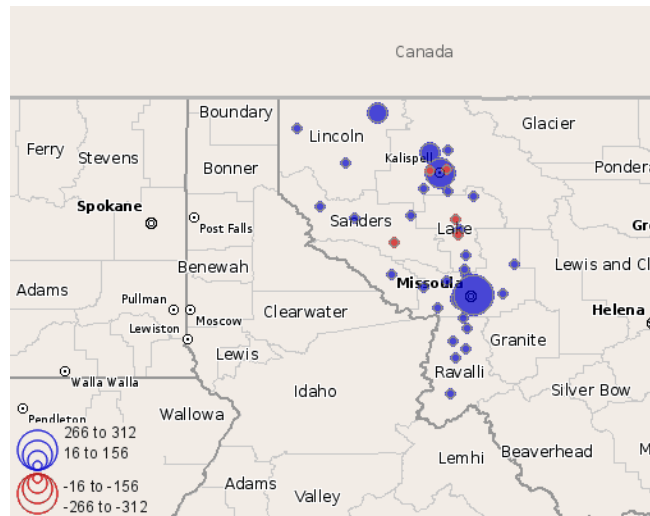 Canada
Boundary
Glacier
Lincoln
Ferry
Stevens
Kalispell
Bonner
Pondera
Spokane
Sanders
Lake
Post Falls
Benewah
Lewis and Cl
Adams
Missoula
Pullman
Clearwater
Helena
Moscow
Lewiston
Granite
Lewis
Ravalli
Walla Walla
Idaho
Silver Bow
Wallowa
Pendleton
266 to 312
16 to 156
Beaverhead
Lemhi
-16 to -156
Adams
Valley
-266 to -312